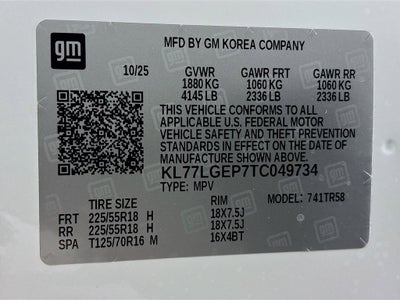 gm
MFD BY GM KOREA COMPANY
10/25 GVWR GAWR FRT GAWR RR
1880 KG 1060 KG 1060 KG
4145 LB 2336 LB 2336 LB
THIS VEHICLE CONFORMS TO ALL
APPLICABLE U.S. FEDERAL MOTOR
VEHICLE SAFETY AND THEFT PREVENTION
STANDARDS IN EFFECT ON THE DATE OF
MANUFACTURE SHOWN ABOVE.
KL77LGEP7TC049734
TYPE: MPV
TIRE SIZE RIM MODEL: 741TR58
FRT 225/55R18 H 18X7.5J
RR 225/55R18 H 18X7.5J
SPA T125/70R16 M 16X4BT